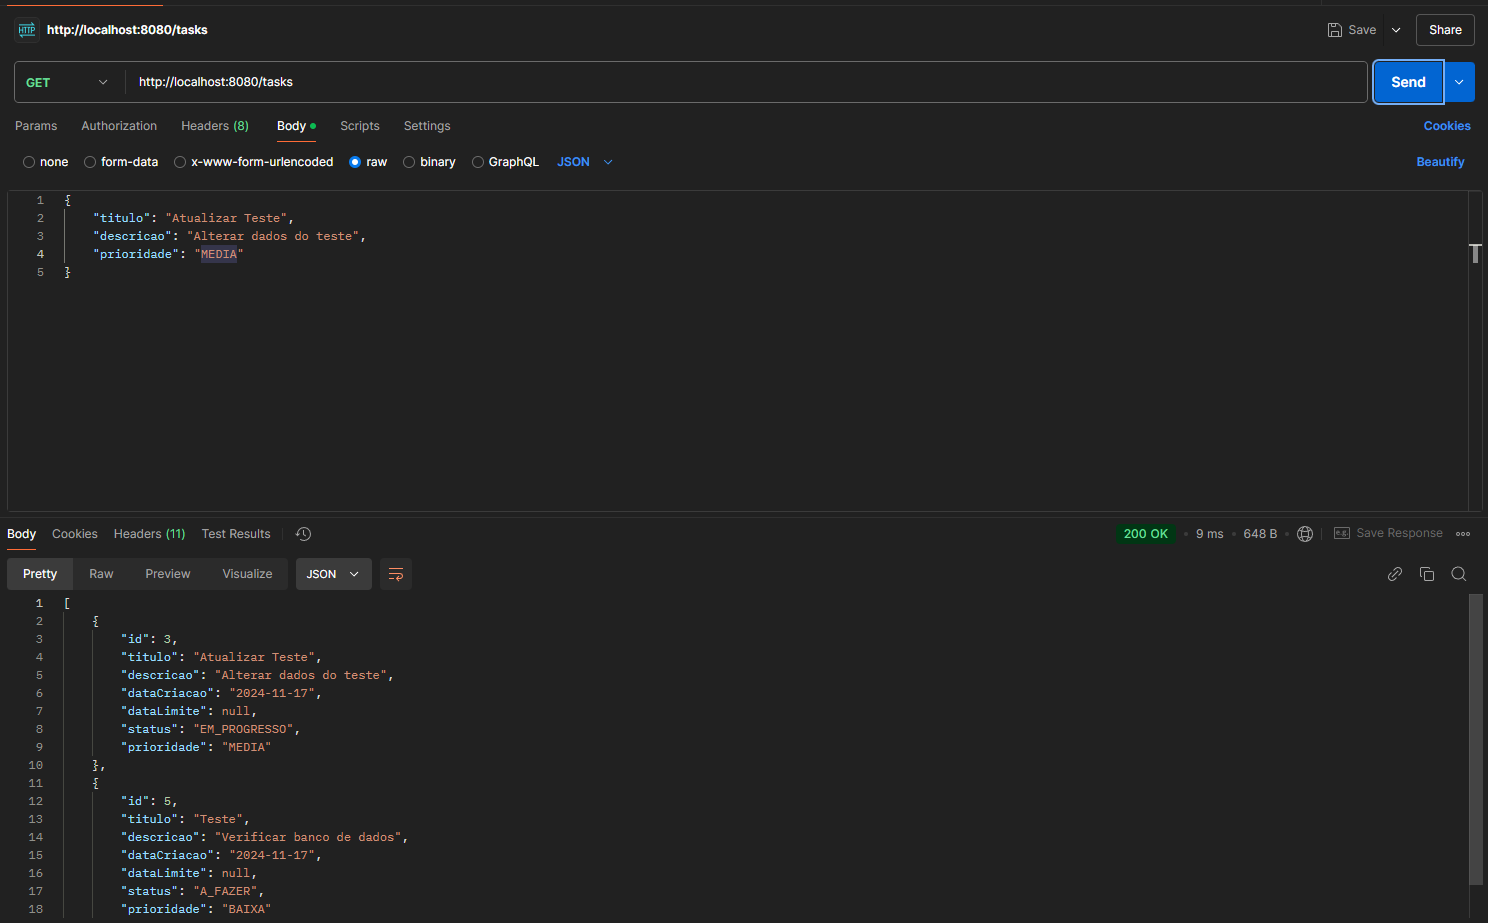 HTTP http://localhost:8080/tasks Save Share
GET http://localhost:8080/tasks Send
Params Authorization Headers (8) Body Scripts Settings Cookies
none form-data x-www-form-urlencoded raw binary GraphQL JSON Beautify
1 {
2 "titulo": "Atualizar Teste",
3 "descricao": "Alterar dados do teste",
4 "prioridade": "MEDIA"
5 }
Body Cookies Headers (11) Test Results 200 OK 9 ms 648 B e.g. Save Response
Pretty Raw Preview Visualize JSON
1 [
2 {
3 "id": 3,
4 "titulo": "Atualizar Teste",
5 "descricao": "Alterar dados do teste",
6 "dataCriacao": "2024-11-17",
7 "dataLimite": null,
8 "status": "EM_PROGRESSO",
9 "prioridade": "MEDIA"
10 },
11 {
12 "id": 5,
13 "titulo": "Teste",
14 "descricao": "Verificar banco de dados",
15 "dataCriacao": "2024-11-17",
16 "dataLimite": null,
17 "status": "A_FAZER",
18 "prioridade": "BAIXA"